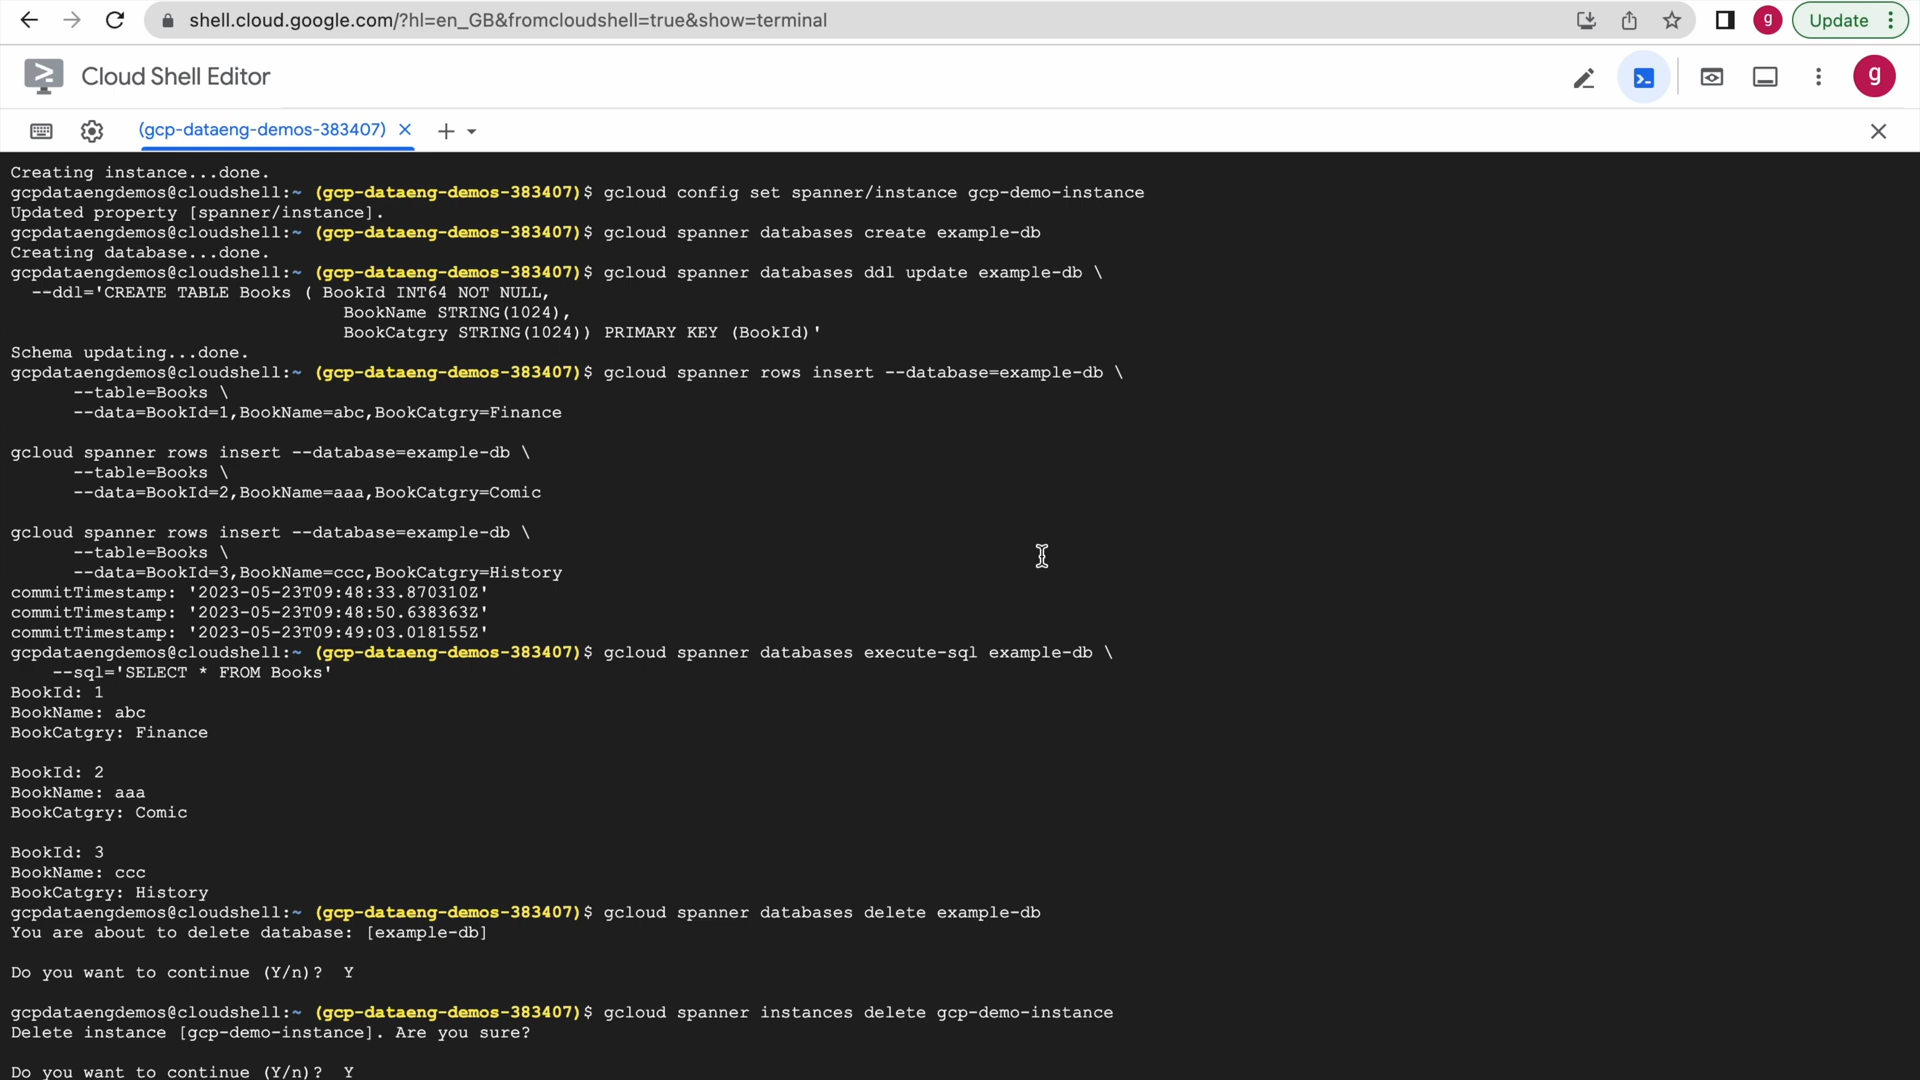 shell.cloud.google.com/?hl=en_GB&fromcloudshell=true&show=terminal
g
Update
Cloud Shell Editor
g
(gcp-dataeng-demos-383407)
Creating instance...done.
gcpdataengdemos@cloudshell:~ (gcp-dataeng-demos-383407)$ gcloud config set spanner/instance gcp-demo-instance
Updated property [spanner/instance].
gcpdataengdemos@cloudshell:~ (gcp-dataeng-demos-383407)$ gcloud spanner databases create example-db
Creating database...done.
gcpdataengdemos@cloudshell:~ (gcp-dataeng-demos-383407)$ gcloud spanner databases ddl update example-db \
--ddl='CREATE TABLE Books ( BookId INT64 NOT NULL,
BookName STRING(1024),
BookCatgry STRING(1024)) PRIMARY KEY (BookId)'
Schema updating...done.
gcpdataengdemos@cloudshell:~ (gcp-dataeng-demos-383407)$ gcloud spanner rows insert --database=example-db \
--table=Books \
--data=BookId=1,BookName=abc,BookCatgry=Finance
gcloud spanner rows insert --database=example-db \
--table=Books \
--data=BookId=2,BookName=aaa,BookCatgry=Comic
gcloud spanner rows insert --database=example-db \
--table=Books \
--data=BookId=3,BookName=ccc,BookCatgry=History
commitTimestamp: '2023-05-23T09:48:33.870310Z'
commitTimestamp: '2023-05-23T09:48:50.638363Z'
commitTimestamp: '2023-05-23T09:49:03.018155Z'
gcpdataengdemos@cloudshell:~ (gcp-dataeng-demos-383407)$ gcloud spanner databases execute-sql example-db \
--sql='SELECT * FROM Books'
BookId: 1
BookName: abc
BookCatgry: Finance
BookId: 2
BookName: aaa
BookCatgry: Comic
BookId: 3
BookName: ccc
BookCatgry: History
gcpdataengdemos@cloudshell:~ (gcp-dataeng-demos-383407)$ gcloud spanner databases delete example-db
You are about to delete database: [example-db]
Do you want to continue (Y/n)? Y
gcpdataengdemos@cloudshell:~ (gcp-dataeng-demos-383407)$ gcloud spanner instances delete gcp-demo-instance
Delete instance [gcp-demo-instance]. Are you sure?
Do you want to continue (Y/n)? Y